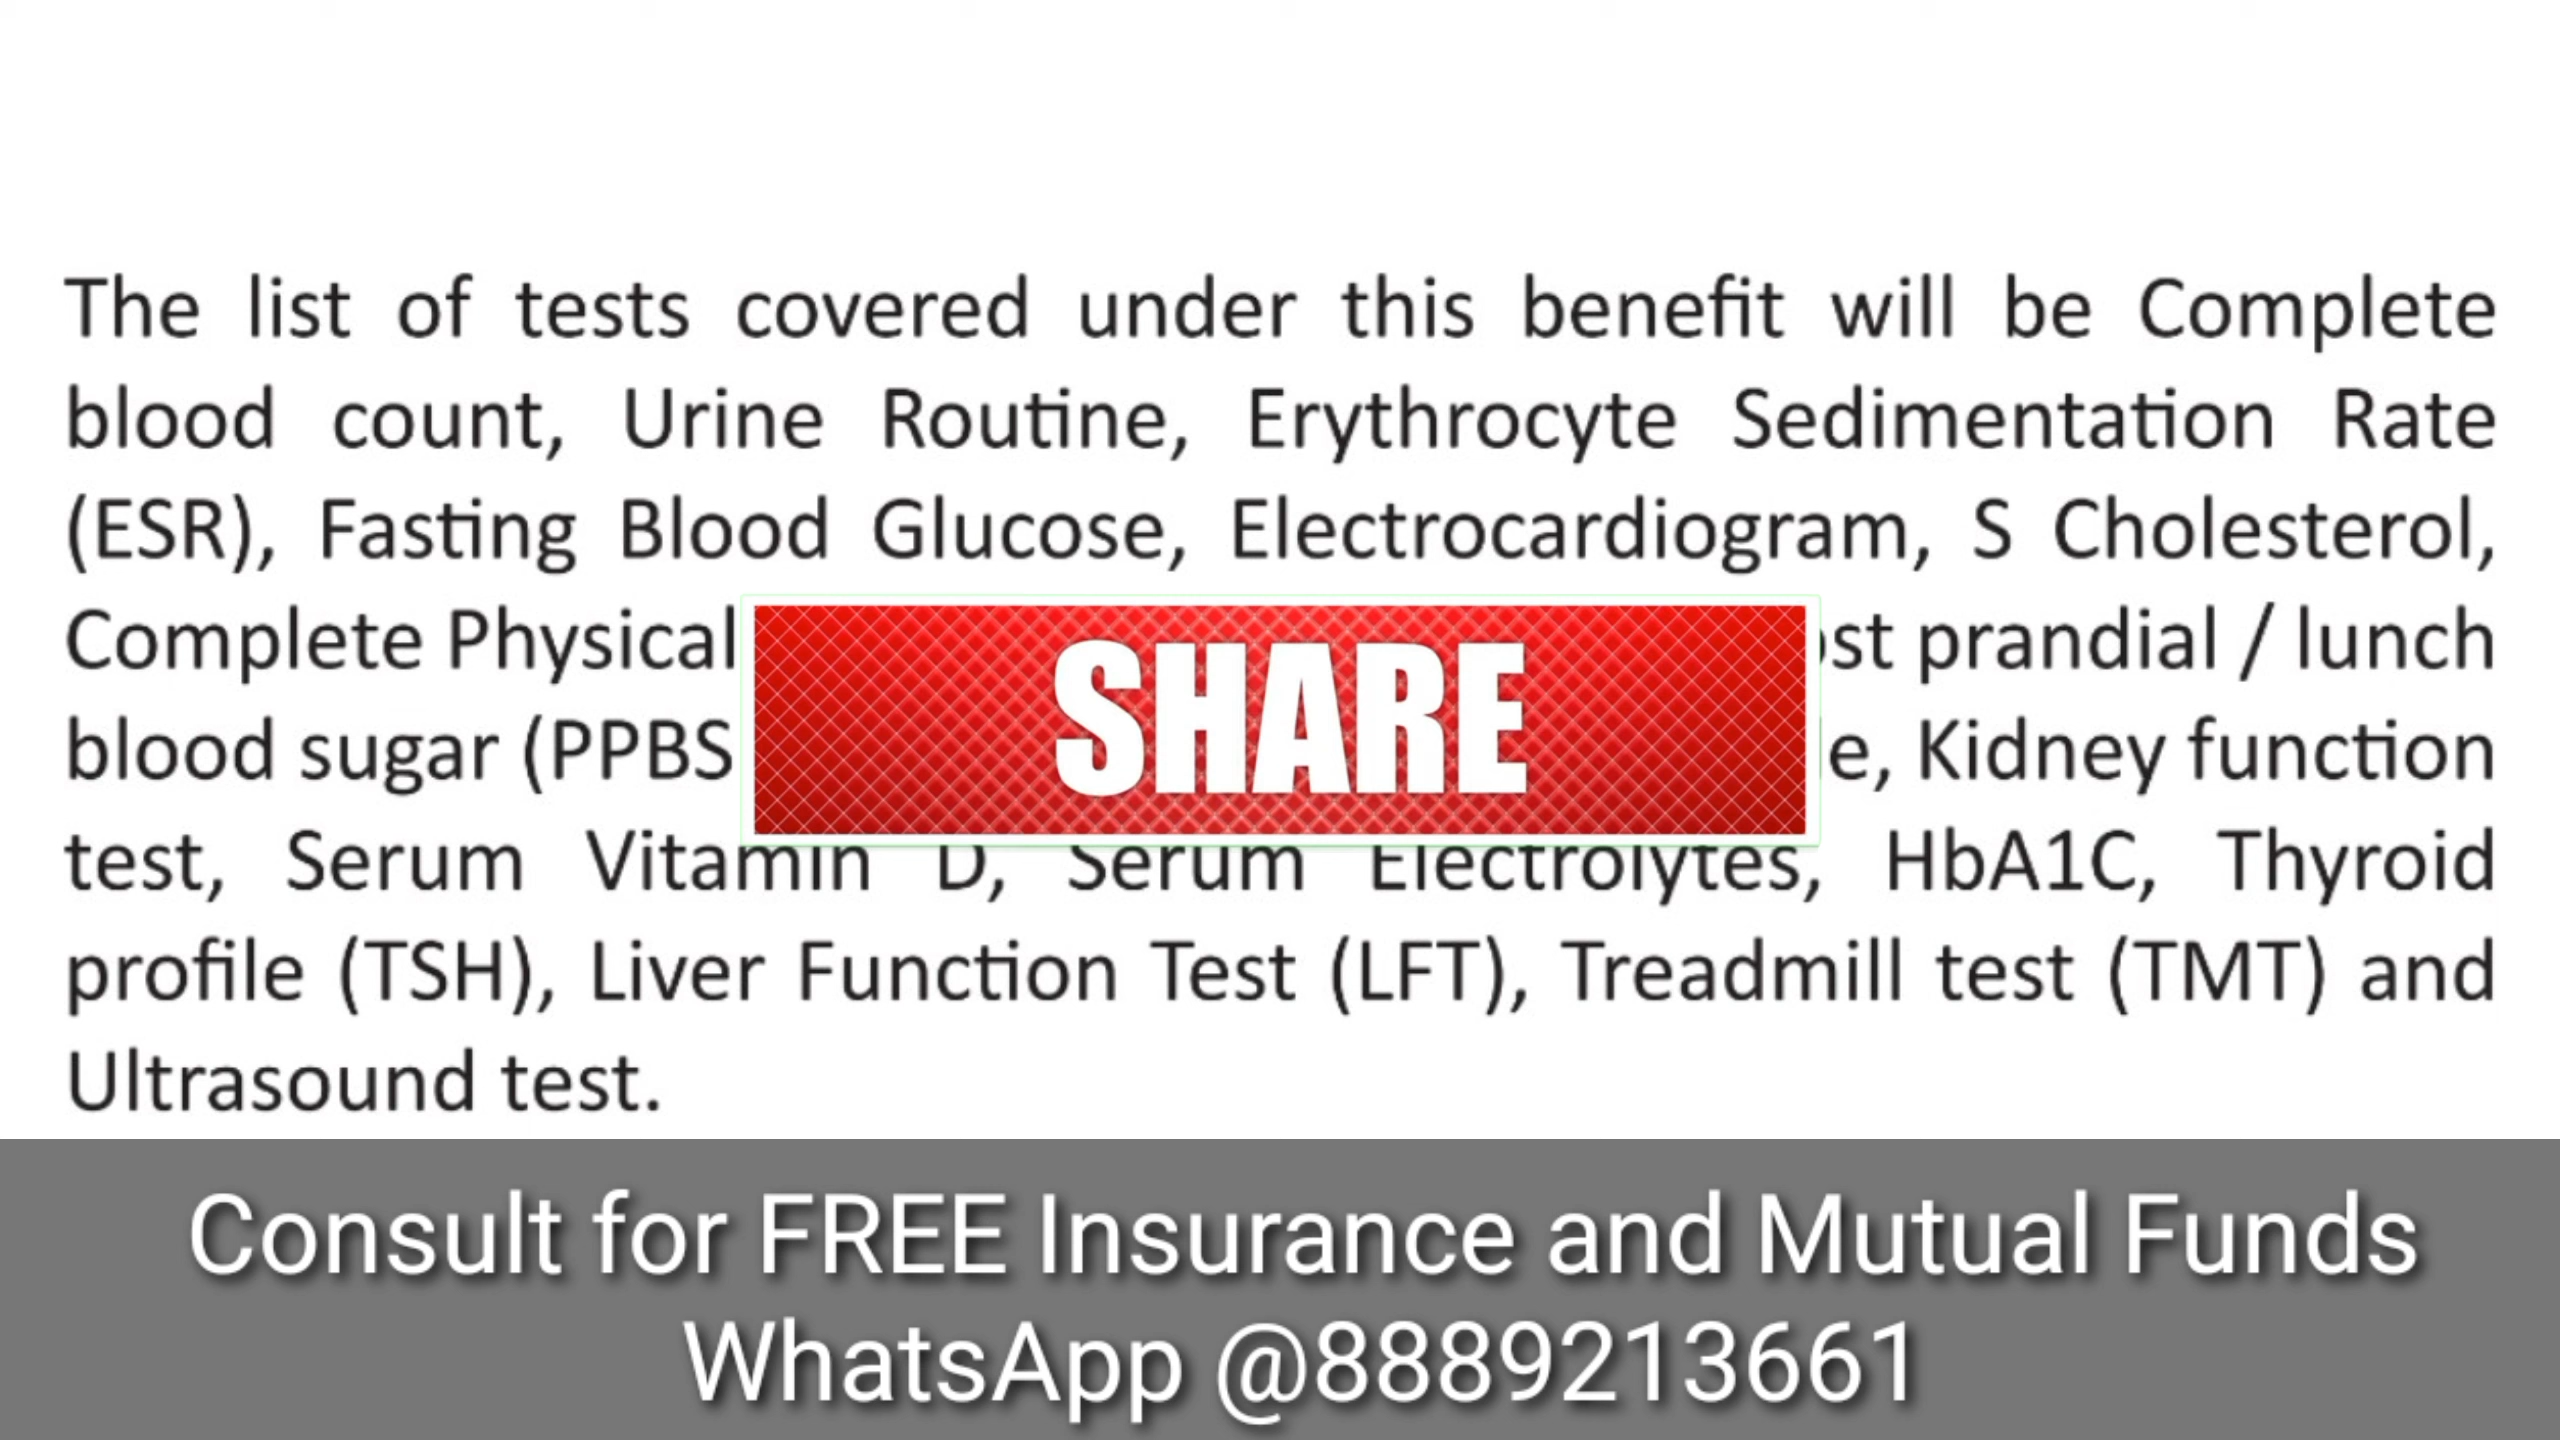 The list of tests covered under this benefit will be Complete
blood count, Urine Routine, Erythrocyte Sedimentation Rate
(ESR), Fasting Blood Glucose, Electrocardiogram, S Cholesterol,
Complete Physical prandial / lunch
blood sugar (PPBS Kidney function
SHARE
test, Serum Vitamin D, Serum Electrolytes, HbA1C, Thyroid
profile (TSH), Liver Function Test (LFT), Treadmill test (TMT) and
Ultrasound test.
Consult for FREE Insurance and Mutual Funds
WhatsApp @8889213661